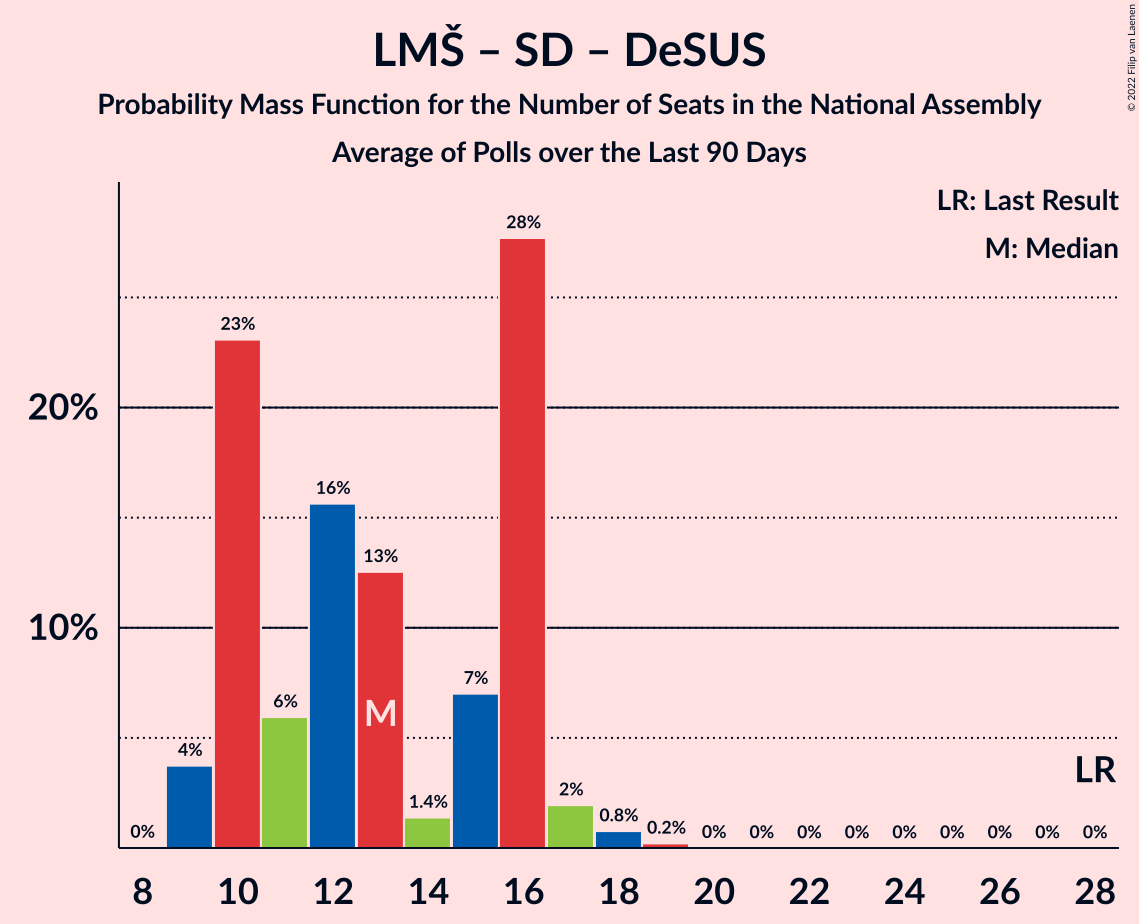 LMŠ – SD – DeSUS
Probability Mass Function for the Number of Seats in the National Assembly
Average of Polls over the Last 90 Days
© 2022 Filip van Laenen
LR: Last Result
M: Median
28%
23%
20%
16%
13%
10%
7%
6%
M
4%
2%
LR
1.4%
0.8%
0% 0.2% 0% 0% 0% 0% 0% 0% 0% 0% 0%
8 10 12 14 16 18 20 22 24 26 28